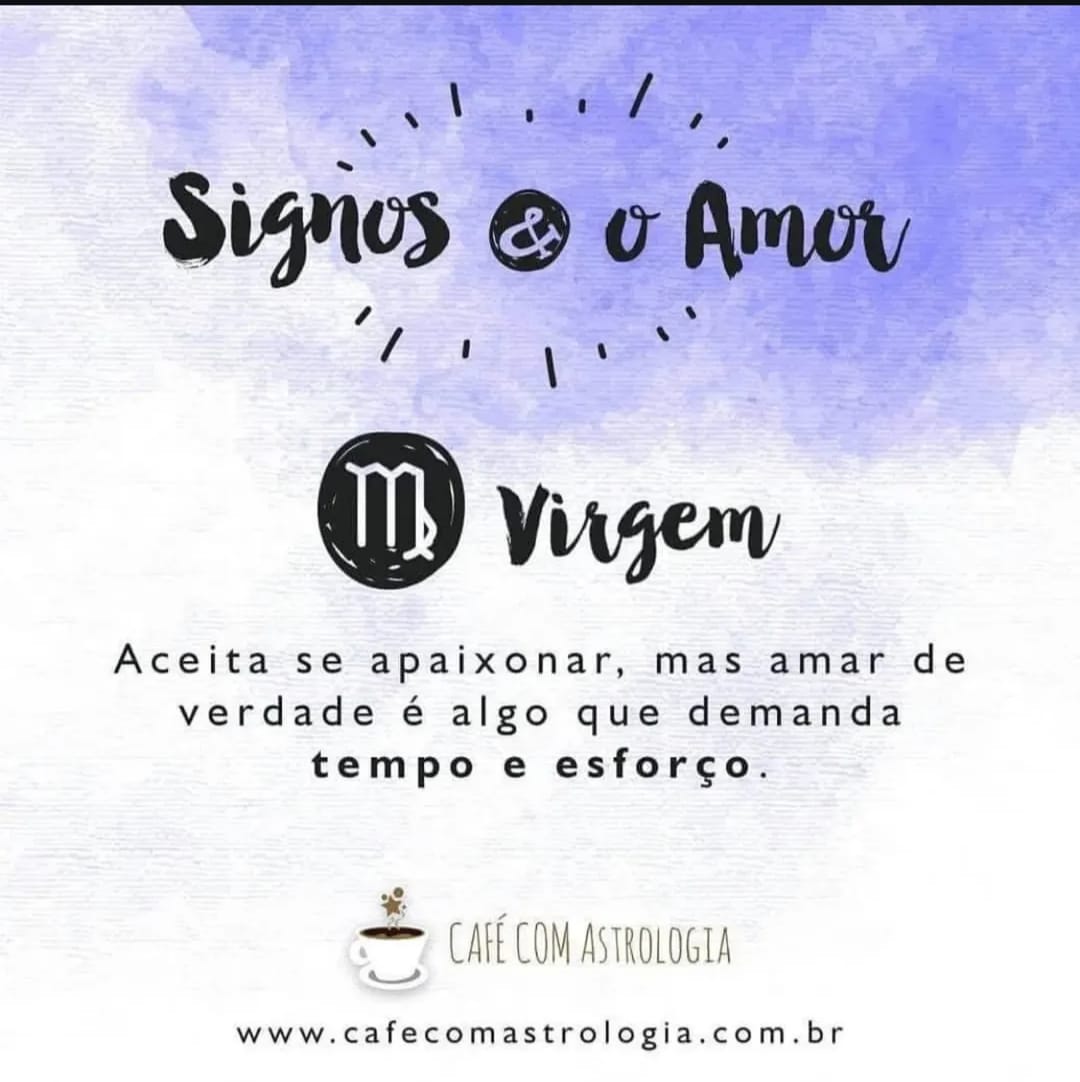 Signos & o Amor
Virgem
Aceita se apaixonar, mas amar de
verdade é algo que demanda
tempo e esforço.
CAFÉ COM ASTROLOGIA
www.cafecomastrologia.com.br